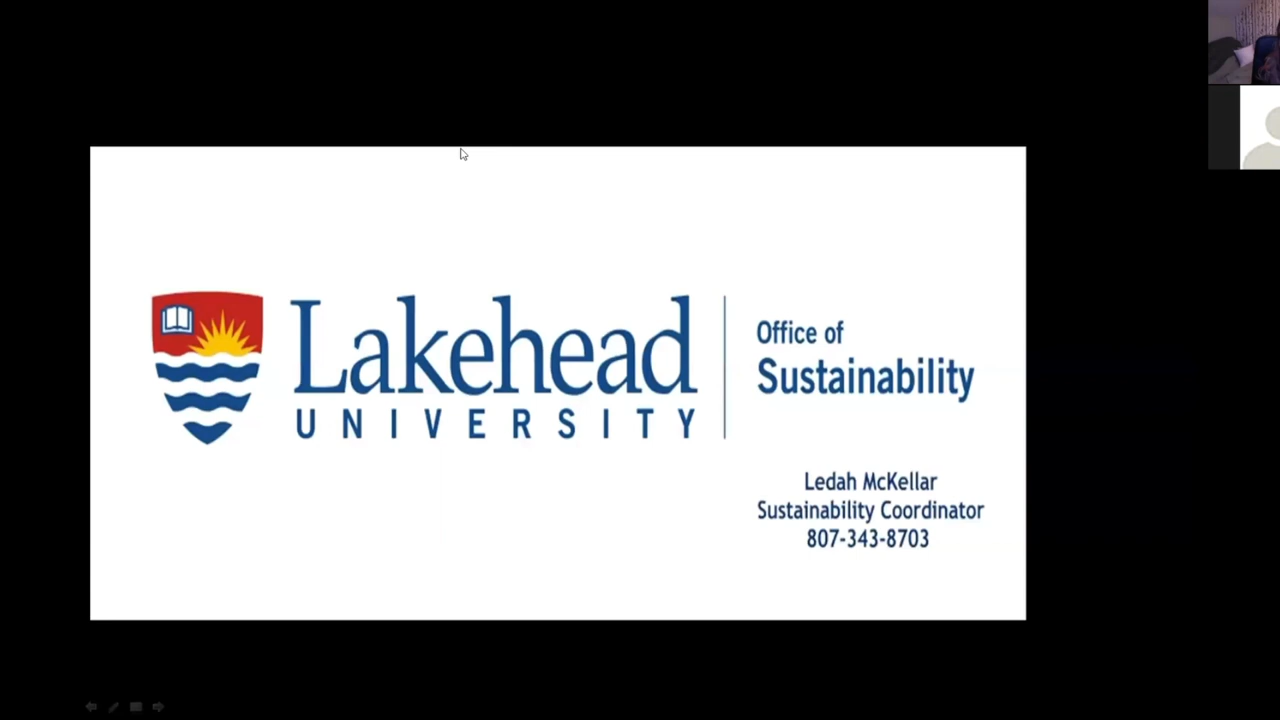 Lakehead
UNIVERSITY
Office of
Sustainability
Ledah McKellar
Sustainability Coordinator
807-343-8703